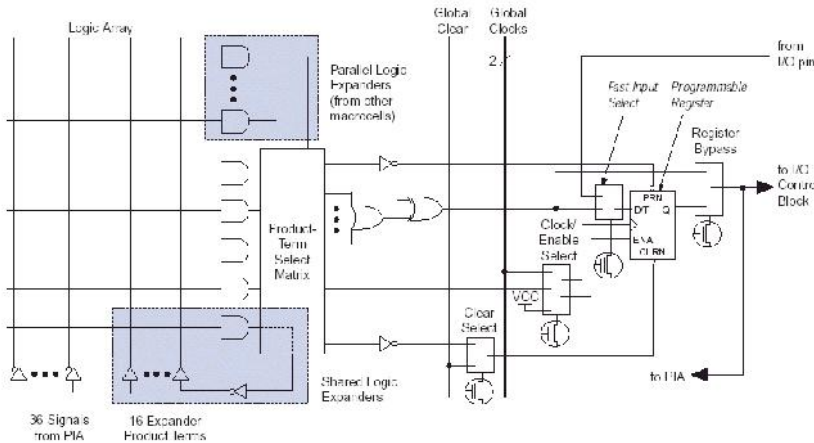 Logic Array
Parallel Logic
Expanders
(from other
macrocells)
Global
Clear
Global
Clocks
2
from
I/O pin
Fast Input
Select
Programmable
Register
Register
Bypass
to I/O
Control
Block
PRN
D/T Q
ENA
CLRN
Clock/
Enable
Select
VCC
Product-
Term
Select
Matrix
Clear
Select
Shared Logic
Expanders
to PIA
36 Signals
from PIA
16 Expander
Product Terms